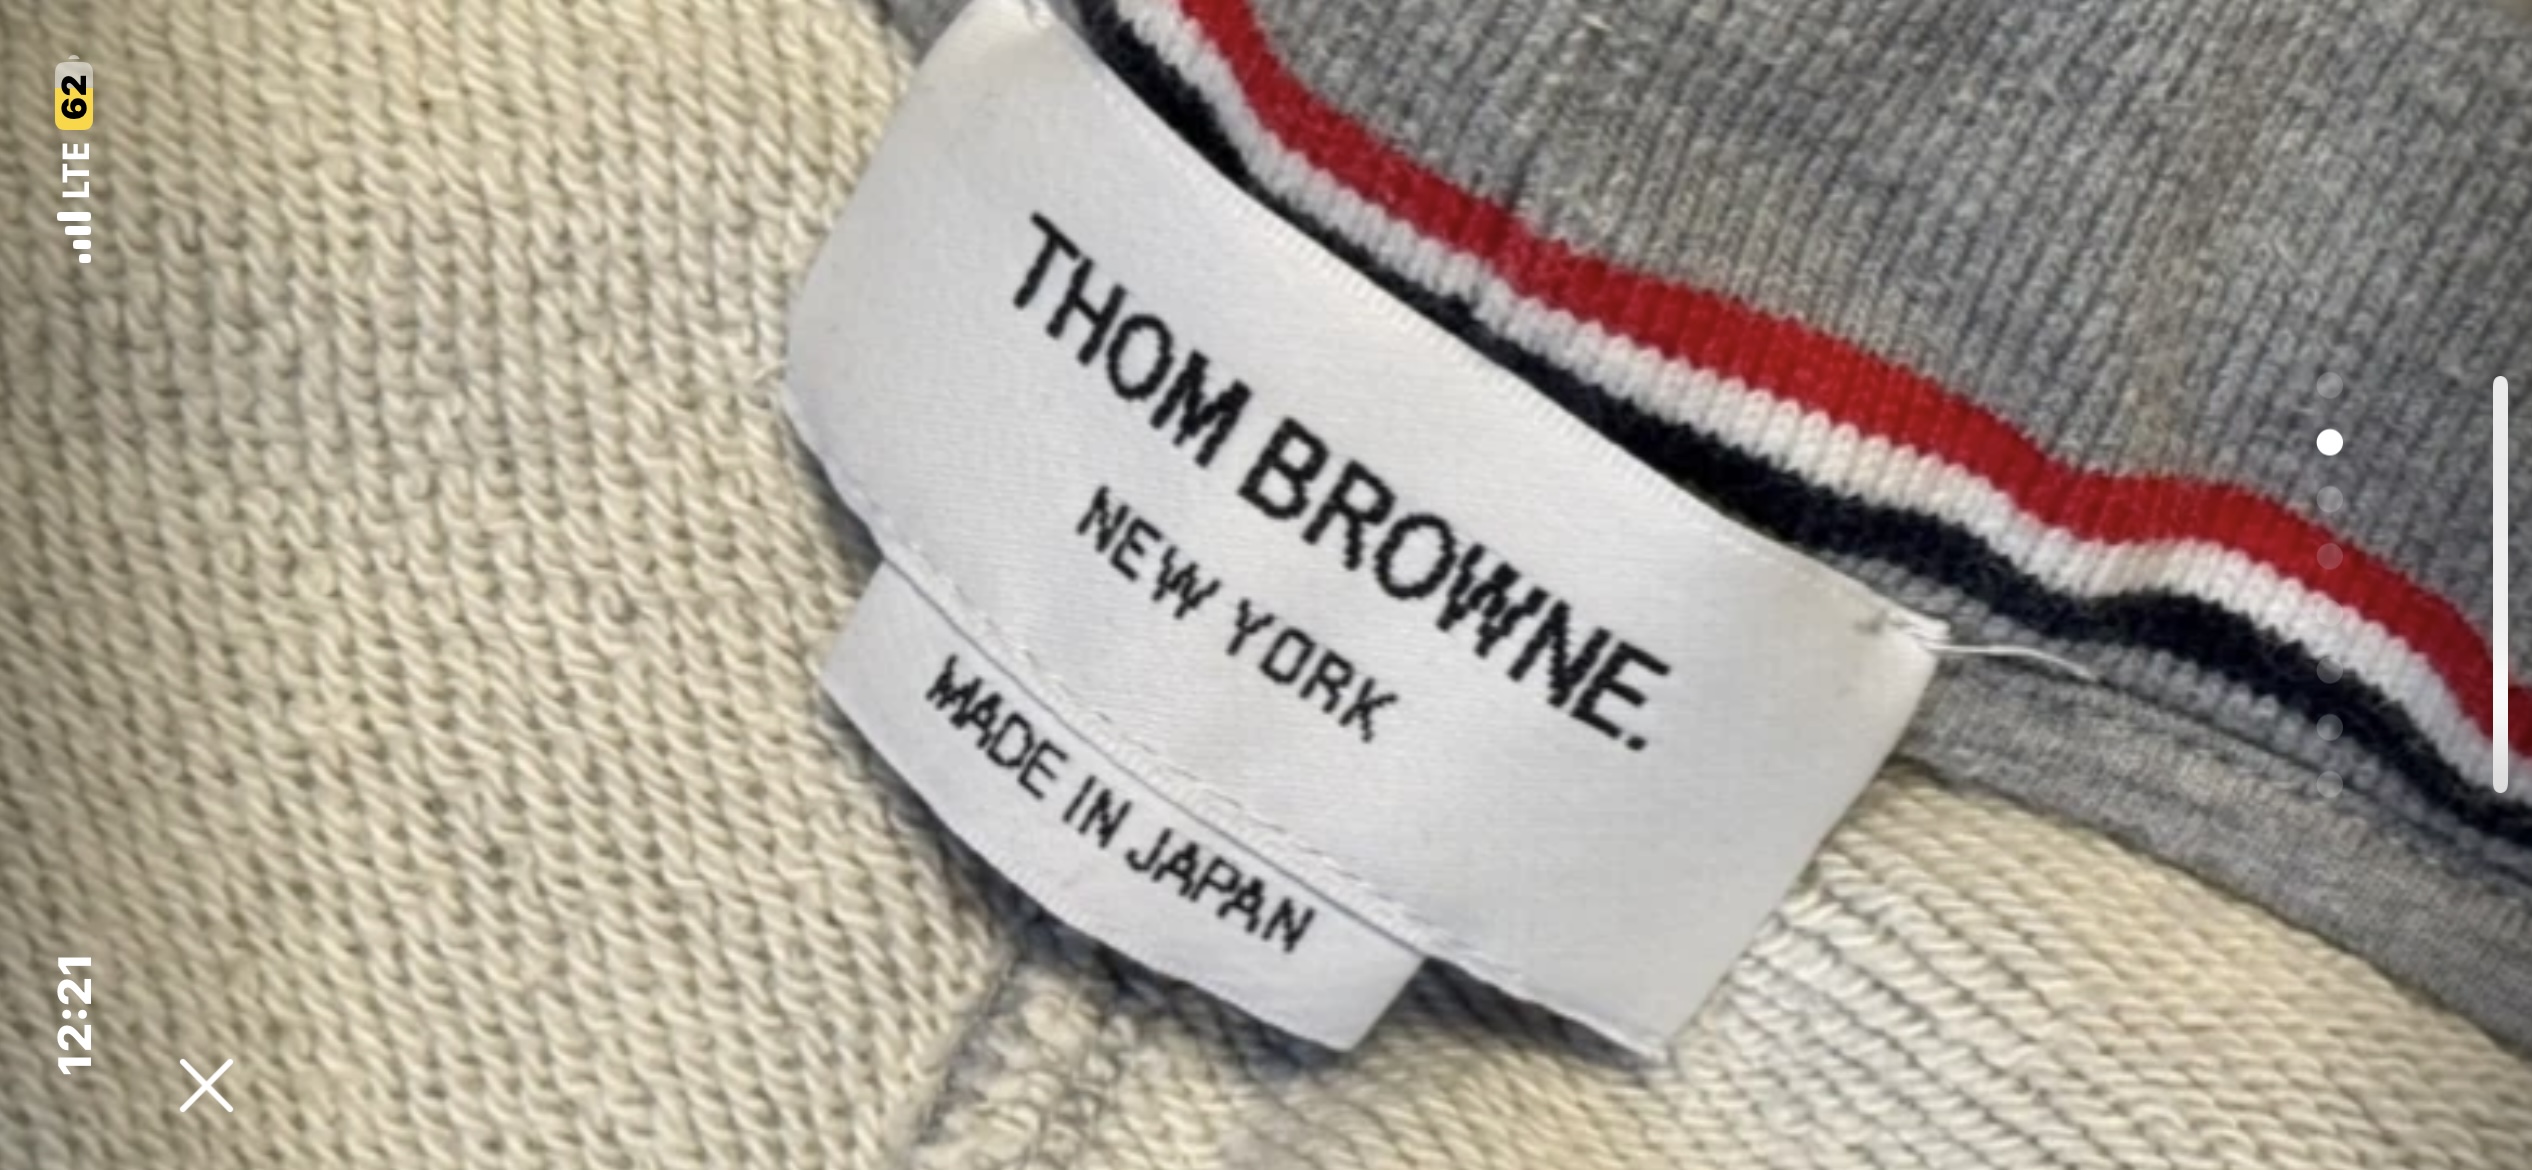 THOM BROWNE.
NEW YORK
MADE IN JAPAN
12:21
LTE 62